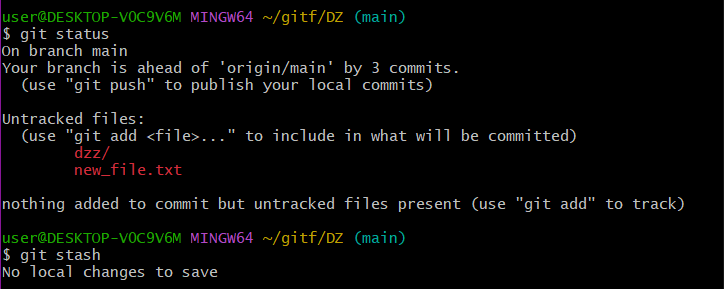 user@DESKTOP-V0C9V6M MINGW64 ~/gitf/DZ (main)
$ git status
On branch main
Your branch is ahead of 'origin/main' by 3 commits.
  (use "git push" to publish your local commits)

Untracked files:
  (use "git add <file>..." to include in what will be committed)
        dzz/
        new_file.txt

nothing added to commit but untracked files present (use "git add" to track)

user@DESKTOP-V0C9V6M MINGW64 ~/gitf/DZ (main)
$ git stash
No local changes to save